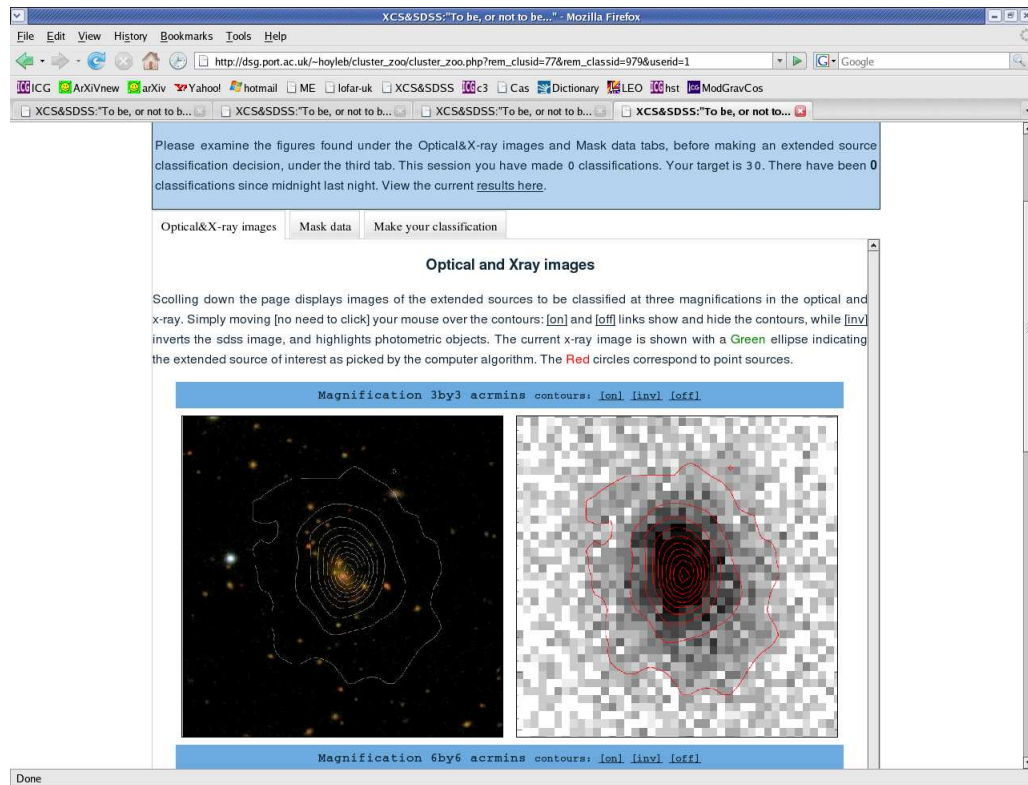 XCS&SDSS:"To be, or not to be..." - Mozilla Firefox
File Edit View History Bookmarks Tools Help
http://dsg.port.ac.uk/~hoyleb/cluster_zoo/cluster_zoo.php?rem_clusid=77&rem_classid=979&userid=1
G Google
ICG ArXiVnew arXiv Yahoo! hotmail ME lofar-uk XCS&SDSS c3 Cas Dictionary LEO hst ModGravCos
XCS&SDSS:"To be, or not to b... XCS&SDSS:"To be, or not to b... XCS&SDSS:"To be, or not to b... XCS&SDSS:"To be, or not to...
Please examine the figures found under the Optical&X-ray images and Mask data tabs, before making an extended source
classification decision, under the third tab. This session you have made 0 classifications. Your target is 30. There have been 0
classifications since midnight last night. View the current results here.
Optical&X-ray images Mask data Make your classification
Optical and Xray images
Scolling down the page displays images of the extended sources to be classified at three magnifications in the optical and
x-ray. Simply moving [no need to click] your mouse over the contours: [on] and [off] links show and hide the contours, while [inv]
inverts the sdss image, and highlights photometric objects. The current x-ray image is shown with a Green ellipse indicating
the extended source of interest as picked by the computer algorithm. The Red circles correspond to point sources.
Magnification 3by3 acrmins contours: [on] [inv] [off]
Magnification 6by6 acrmins contours: [on] [inv] [off]
Done